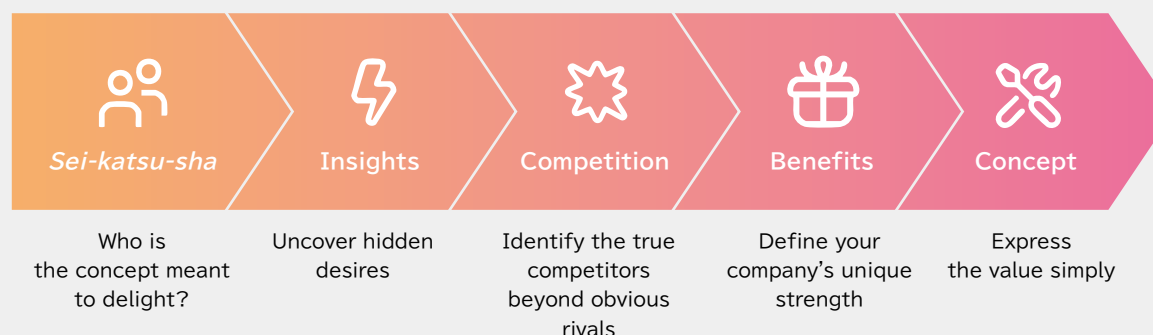 Sei-katsu-sha
Insights
Competition
Benefits
Concept
Who is
the concept meant
to delight?
Uncover hidden
desires
Identify the true
competitors
beyond obvious
rivals
Define your
company's unique
strength
Express
the value simply